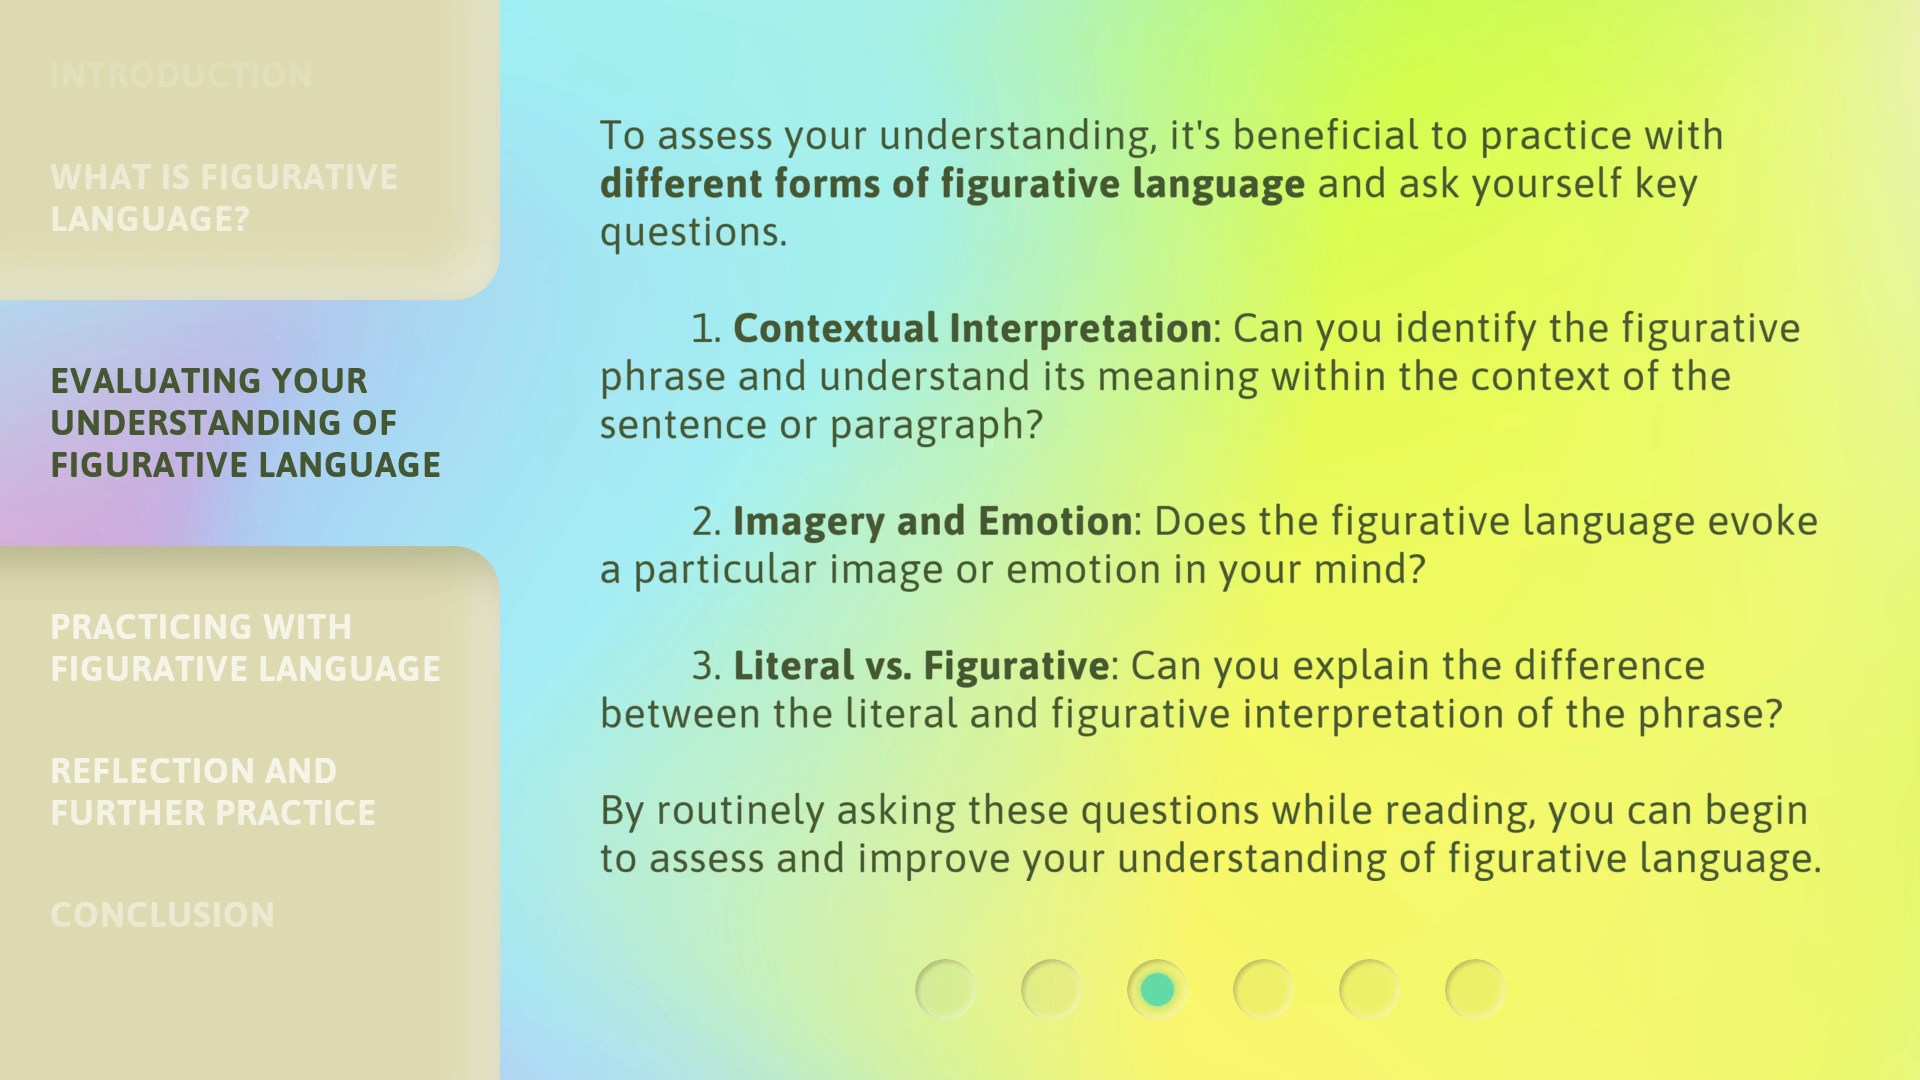 INTRODUCTION
WHAT IS FIGURATIVE
LANGUAGE?
EVALUATING YOUR
UNDERSTANDING OF
FIGURATIVE LANGUAGE
PRACTICING WITH
FIGURATIVE LANGUAGE
REFLECTION AND
FURTHER PRACTICE
CONCLUSION
To assess your understanding, it's beneficial to practice with
different forms of figurative language and ask yourself key
questions.
1. Contextual Interpretation: Can you identify the figurative
phrase and understand its meaning within the context of the
sentence or paragraph?
2. Imagery and Emotion: Does the figurative language evoke
a particular image or emotion in your mind?
3. Literal vs. Figurative: Can you explain the difference
between the literal and figurative interpretation of the phrase?
By routinely asking these questions while reading, you can begin
to assess and improve your understanding of figurative language.